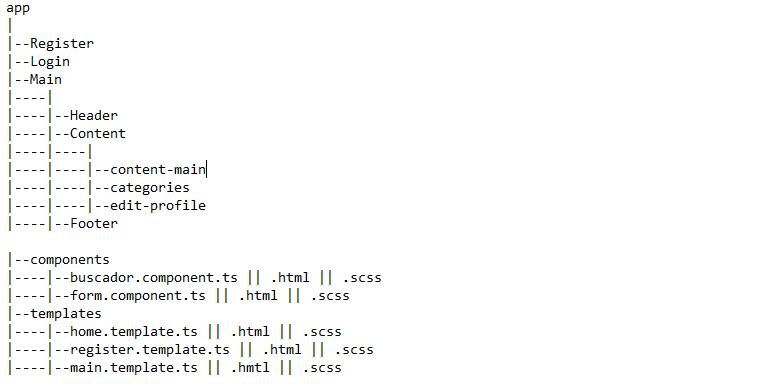 app
|
|--Register
|--Login
|--Main
|----|
|----|--Header
|----|--Content
|----|----|
|----|----|--content-main
|----|----|--categories
|----|----|--edit-profile
|----|--Footer

|--components
|----|--buscador.component.ts || .html || .scss
|----|--form.component.ts || .html || .scss
|--templates
|----|--home.template.ts || .html || .scss
|----|--register.template.ts || .html || .scss
|----|--main.template.ts || .hmtl || .scss